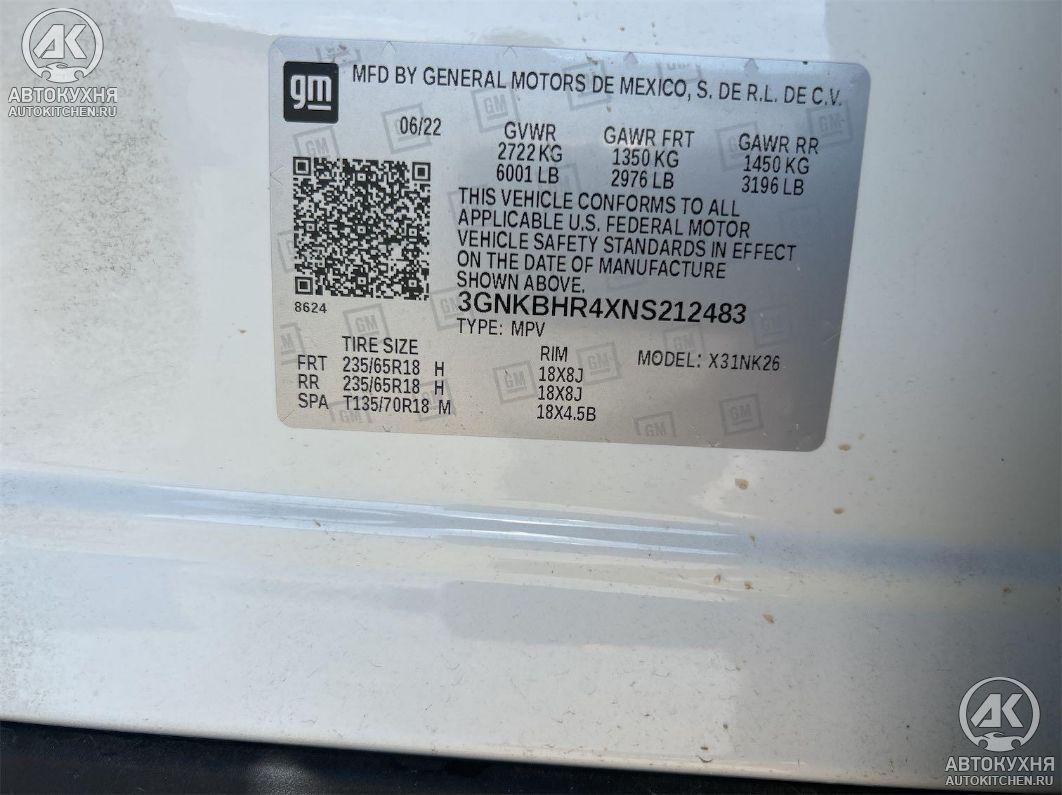 AK
АВТОКУХНЯ
AUTOKITCHEN.RU
gm
MFD BY GENERAL MOTORS DE MEXICO, S. DE R.L. DE C.V.
06/22 GVWR GAWR FRT GAWR RR
2722 KG 1350 KG 1450 KG
6001 LB 2976 LB 3196 LB
THIS VEHICLE CONFORMS TO ALL
APPLICABLE U.S. FEDERAL MOTOR
VEHICLE SAFETY STANDARDS IN EFFECT
ON THE DATE OF MANUFACTURE
SHOWN ABOVE.
8624
3GNKBHR4XNS212483
TYPE: MPV
TIRE SIZE RIM MODEL: X31NK26
FRT 235/65R18 H 18X8J
RR 235/65R18 H 18X8J
SPA T135/70R18 M 18X4.5B
AK
АВТОКУХНЯ
AUTOKITCHEN.RU